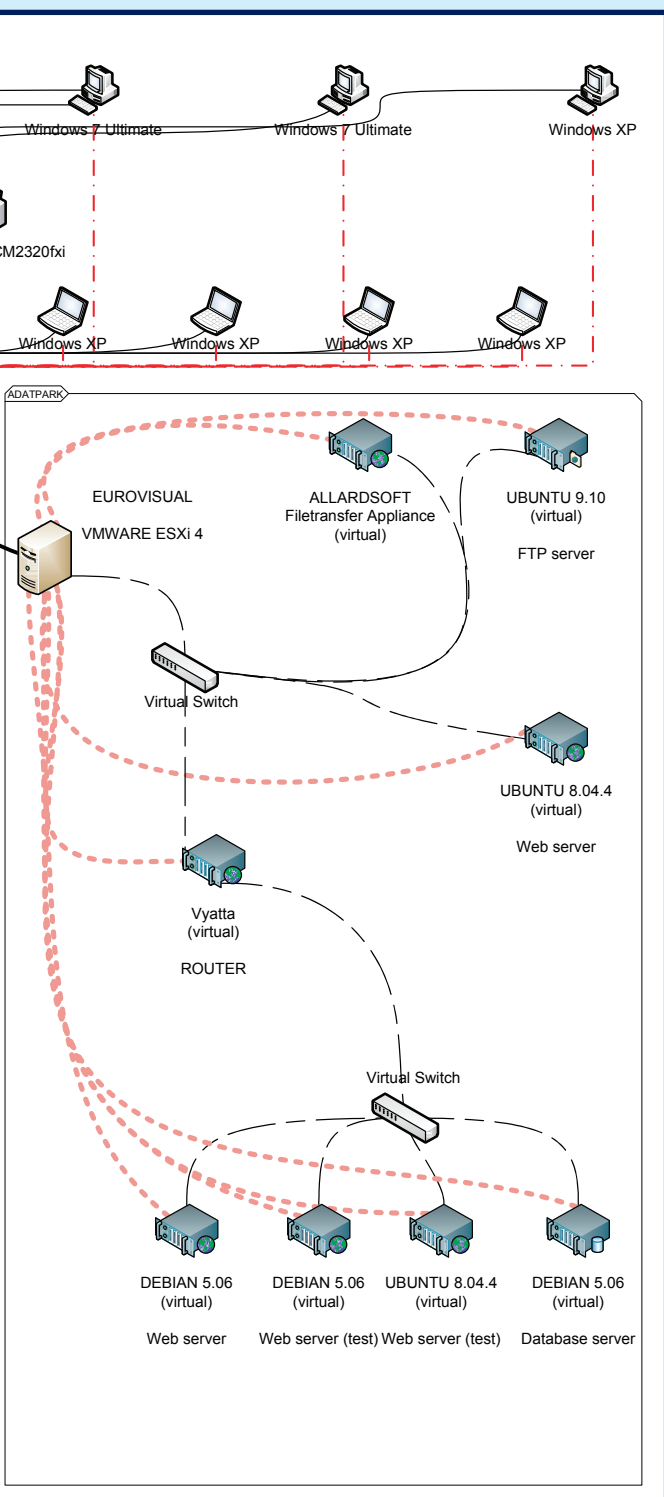 Windows 7 Ultimate
Windows 7 Ultimate
Windows XP
CM2320fxi
Windows XP
Windows XP
Windows XP
Windows XP
ADATPARK
EUROVISUAL
VMWARE ESXi 4
ALLARDSOFT
Filetransfer Appliance
(virtual)
UBUNTU 9.10
(virtual)
FTP server
Virtual Switch
UBUNTU 8.04.4
(virtual)
Web server
Vyatta
(virtual)
ROUTER
Virtual Switch
DEBIAN 5.06
(virtual)
Web server
DEBIAN 5.06
(virtual)
Web server (test)
UBUNTU 8.04.4
(virtual)
Web server (test)
DEBIAN 5.06
(virtual)
Database server